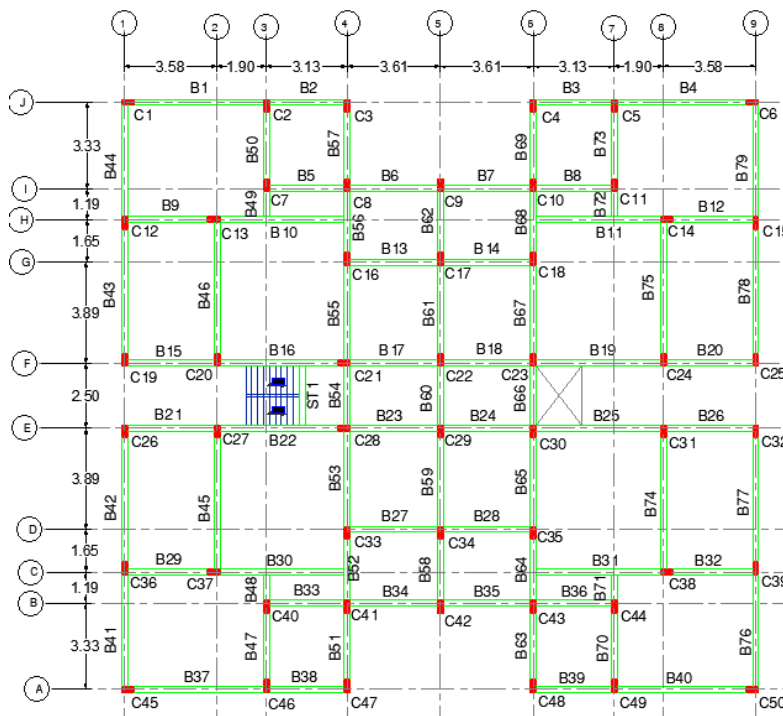 1 2 3 4 5 6 7 8 9
3.58 1.90 3.13 3.61 3.61 3.13 1.90 3.58
B1 B2 B3 B4
J
C1 C2 C3 C4 C5 C6
3.33 B44 B50 B57 B69 B73 B79
B5 B6 B7 B8
I
C7 C8 C9 C10 C11
1.19 B9 B49 B56 B62 B68 B72 B12
H
C12 C13 B10 B11 C14 C15
1.65
B13 B14
G
C16 C17 C18
3.89 B43 B46 B55 B61 B67 B75 B78
B15 B16 B17 B18 B19 B20
F
C19 C20 C21 C22 C23 C24 C25
2.50 ST1 B54 B60 B66
B21 B22 B23 B24 B25 B26
E
C26 C27 C28 C29 C30 C31 C32
3.89 B42 B45 B53 B59 B65 B74 B77
B27 B28
D
C33 C34 C35
1.65 B29 B30 B52 B58 B64 B31 B32
C
C36 C37 C38 C39
1.19 B48 B33 B34 B35 B36 B71
B
C40 C41 C42 C43 C44
3.33 B41 B47 B51 B63 B70 B76
B37 B38 B39 B40
A
C45 C46 C47 C48 C49 C50